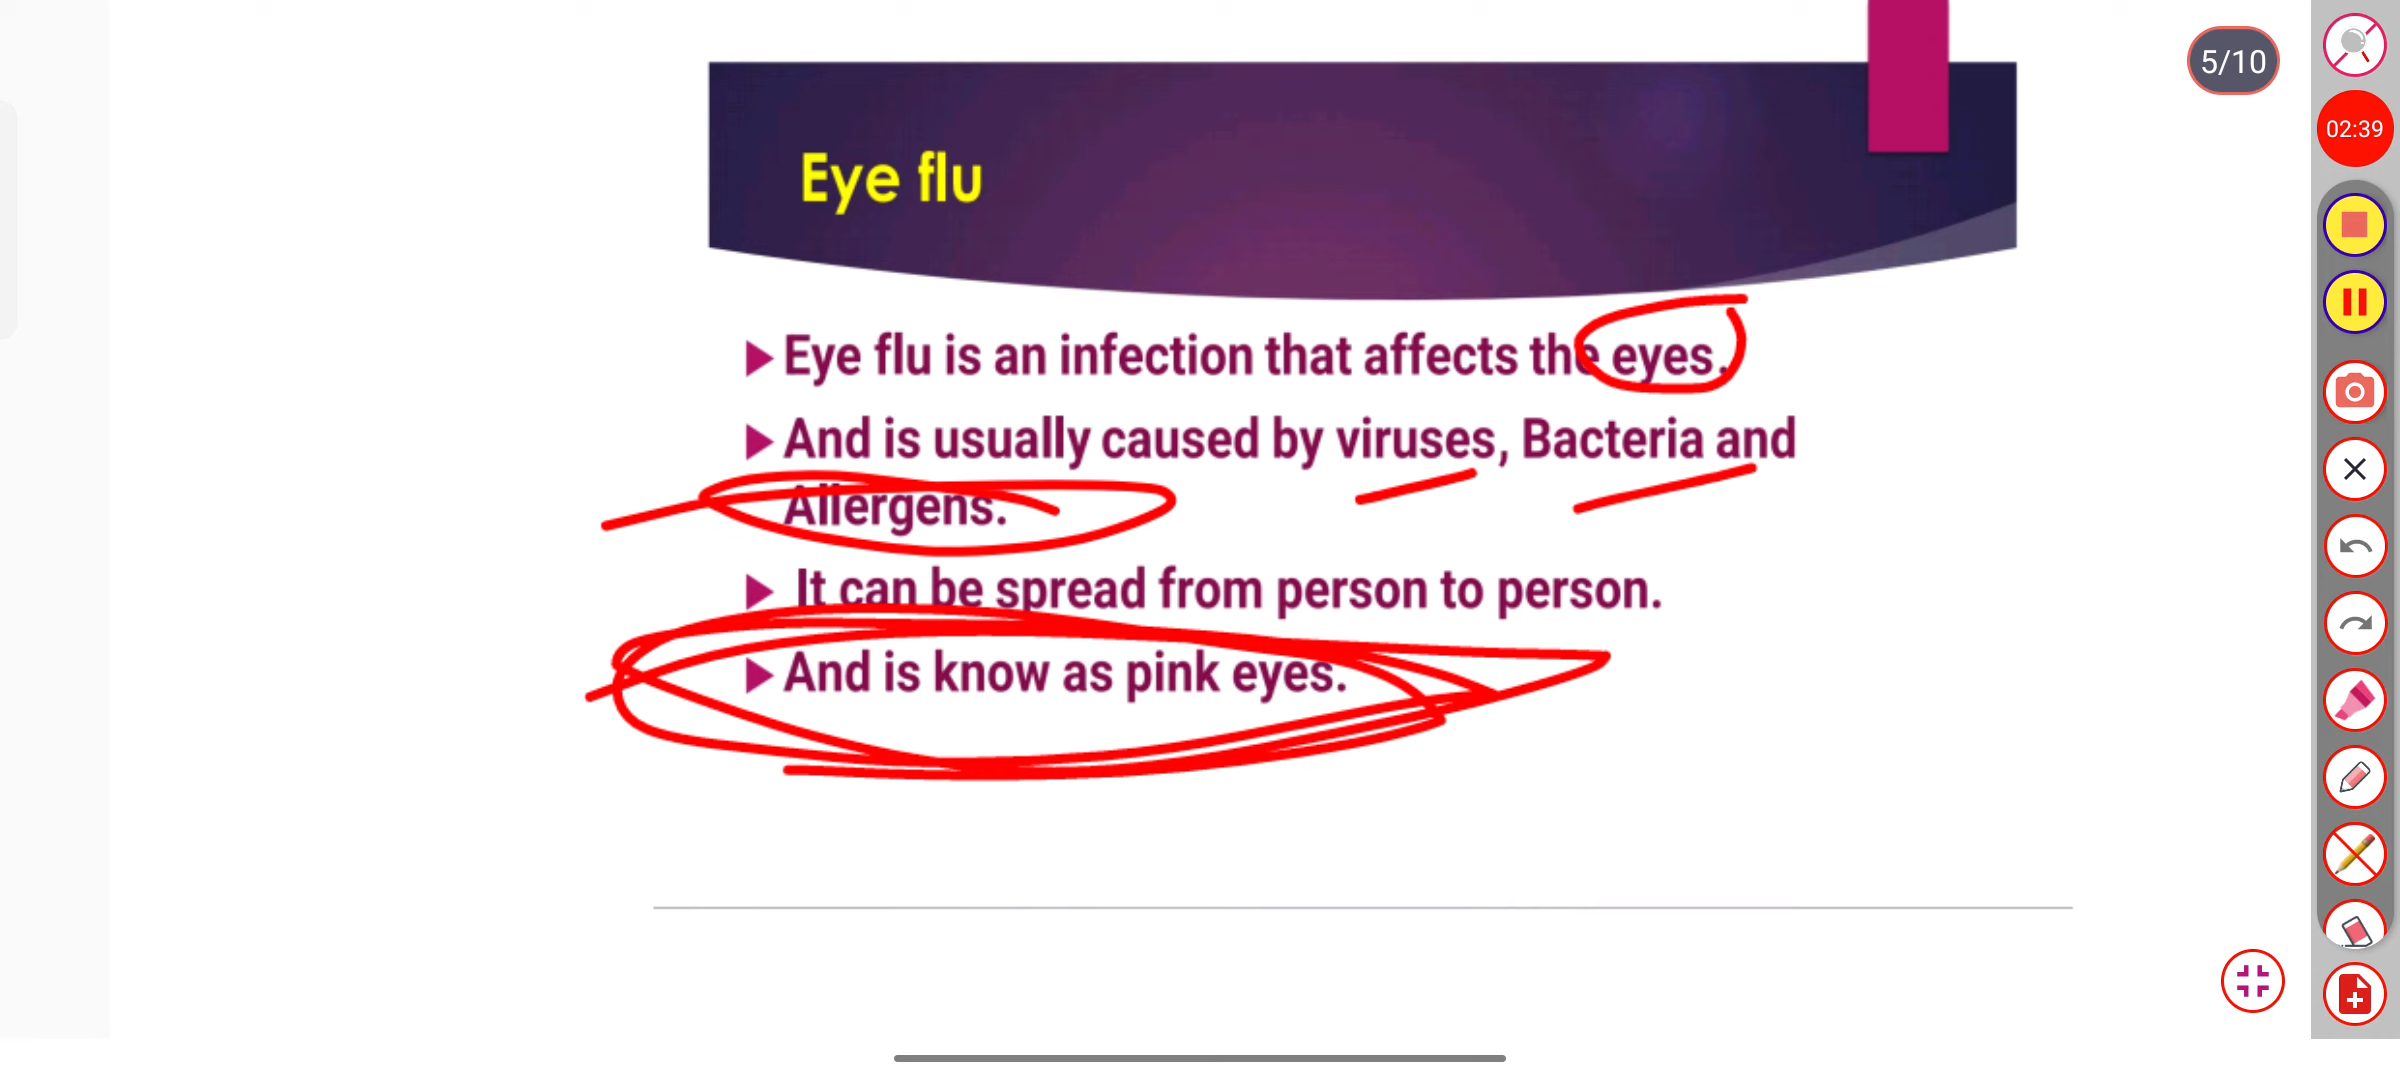 5/10
02:39
Eye flu
Eye flu is an infection that affects the eyes.
And is usually caused by viruses, Bacteria and
Allergens.
It can be spread from person to person.
And is know as pink eyes.